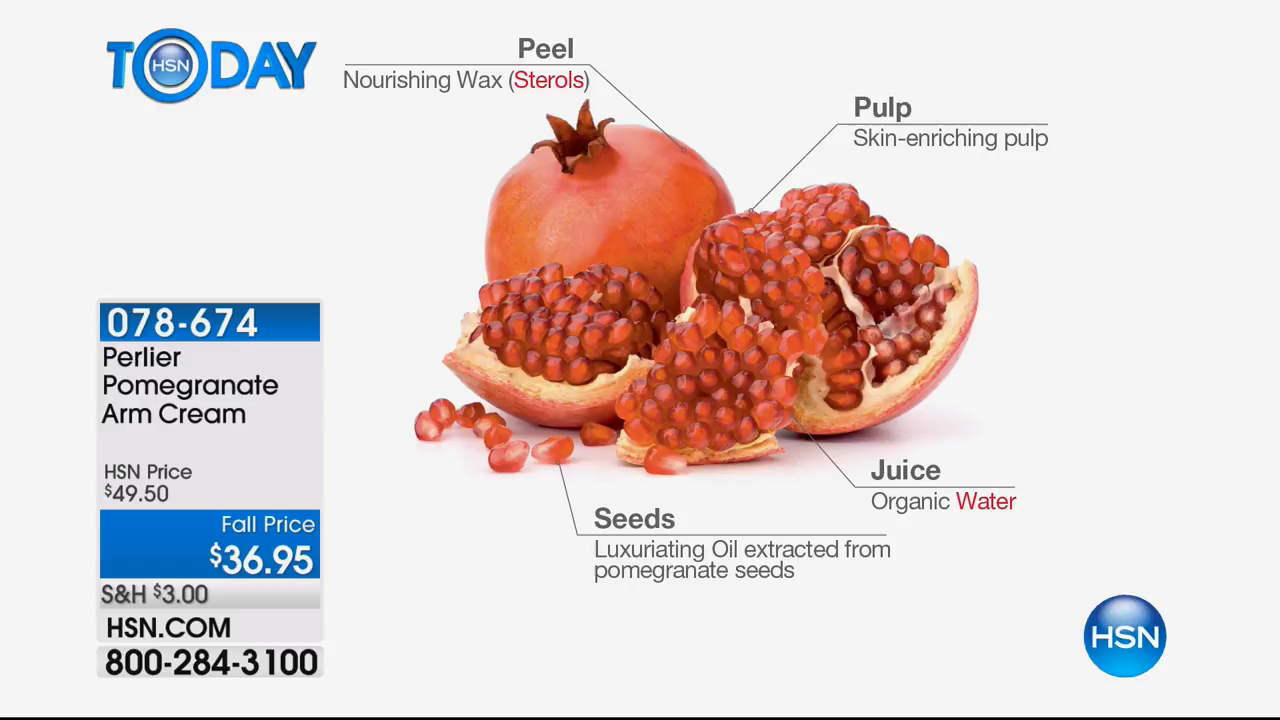 TODAY
HSN
Peel
Nourishing Wax (Sterols)
Pulp
Skin-enriching pulp
078-674
Perlier
Pomegranate
Arm Cream
HSN Price
$49.50
Fall Price
$36.95
S&H $3.00
HSN.COM
800-284-3100
Juice
Organic Water
Seeds
Luxuriating Oil extracted from
pomegranate seeds
HSN